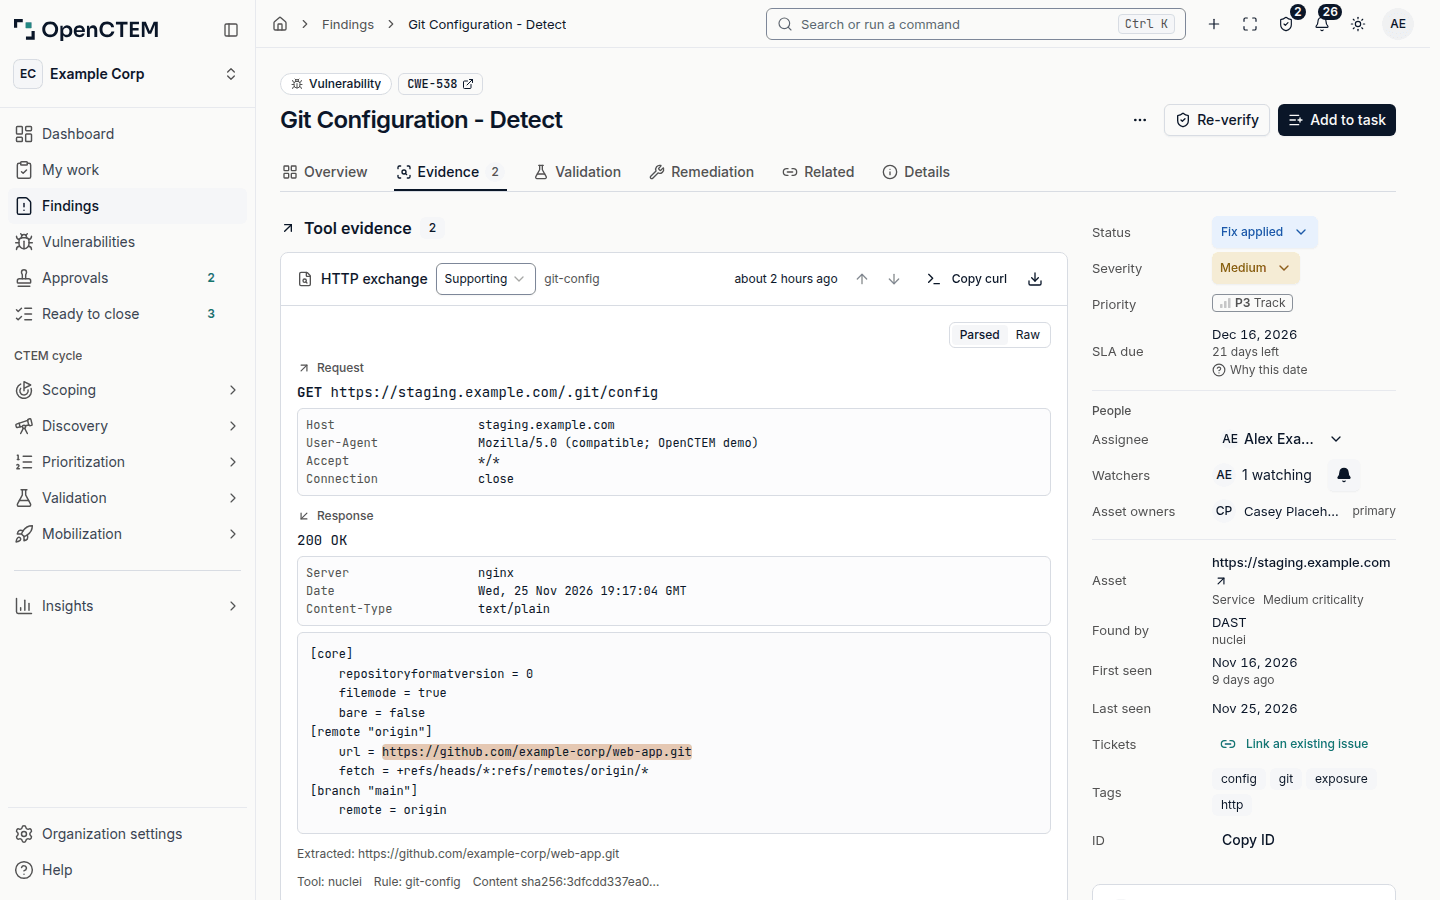 OpenCTEM
EC Example Corp
Dashboard
My work
Findings
Vulnerabilities
Approvals 2
Ready to close 3
CTEM cycle
Scoping
Discovery
Prioritization
Validation
Mobilization
Insights
Organization settings
Help
Findings Git Configuration - Detect
Search or run a command Ctrl K
2 26 AE
Vulnerability CWE-538
Git Configuration - Detect
Re-verify Add to task
Overview Evidence 2 Validation Remediation Related Details
Tool evidence 2
HTTP exchange Supporting git-config about 2 hours ago Copy curl
Parsed Raw
Request
GET https://staging.example.com/.git/config
Host staging.example.com
User-Agent Mozilla/5.0 (compatible; OpenCTEM demo)
Accept */*
Connection close
Response
200 OK
Server nginx
Date Wed, 25 Nov 2026 19:17:04 GMT
Content-Type text/plain
[core]
repositoryformatversion = 0
filemode = true
bare = false
[remote "origin"]
url = https://github.com/example-corp/web-app.git
fetch = +refs/heads/*:refs/remotes/origin/*
[branch "main"]
remote = origin
Extracted: https://github.com/example-corp/web-app.git
Tool: nuclei Rule: git-config Content sha256:3dfcdd337ea0...
Status Fix applied
Severity Medium
Priority P3 Track
SLA due Dec 16, 2026
21 days left
Why this date
People
Assignee AE Alex Exa...
Watchers AE 1 watching
Asset owners CP Casey Placeh... primary
Asset https://staging.example.com
Service Medium criticality
Found by DAST
nuclei
First seen Nov 16, 2026
9 days ago
Last seen Nov 25, 2026
Tickets Link an existing issue
Tags config git exposure
http
ID Copy ID